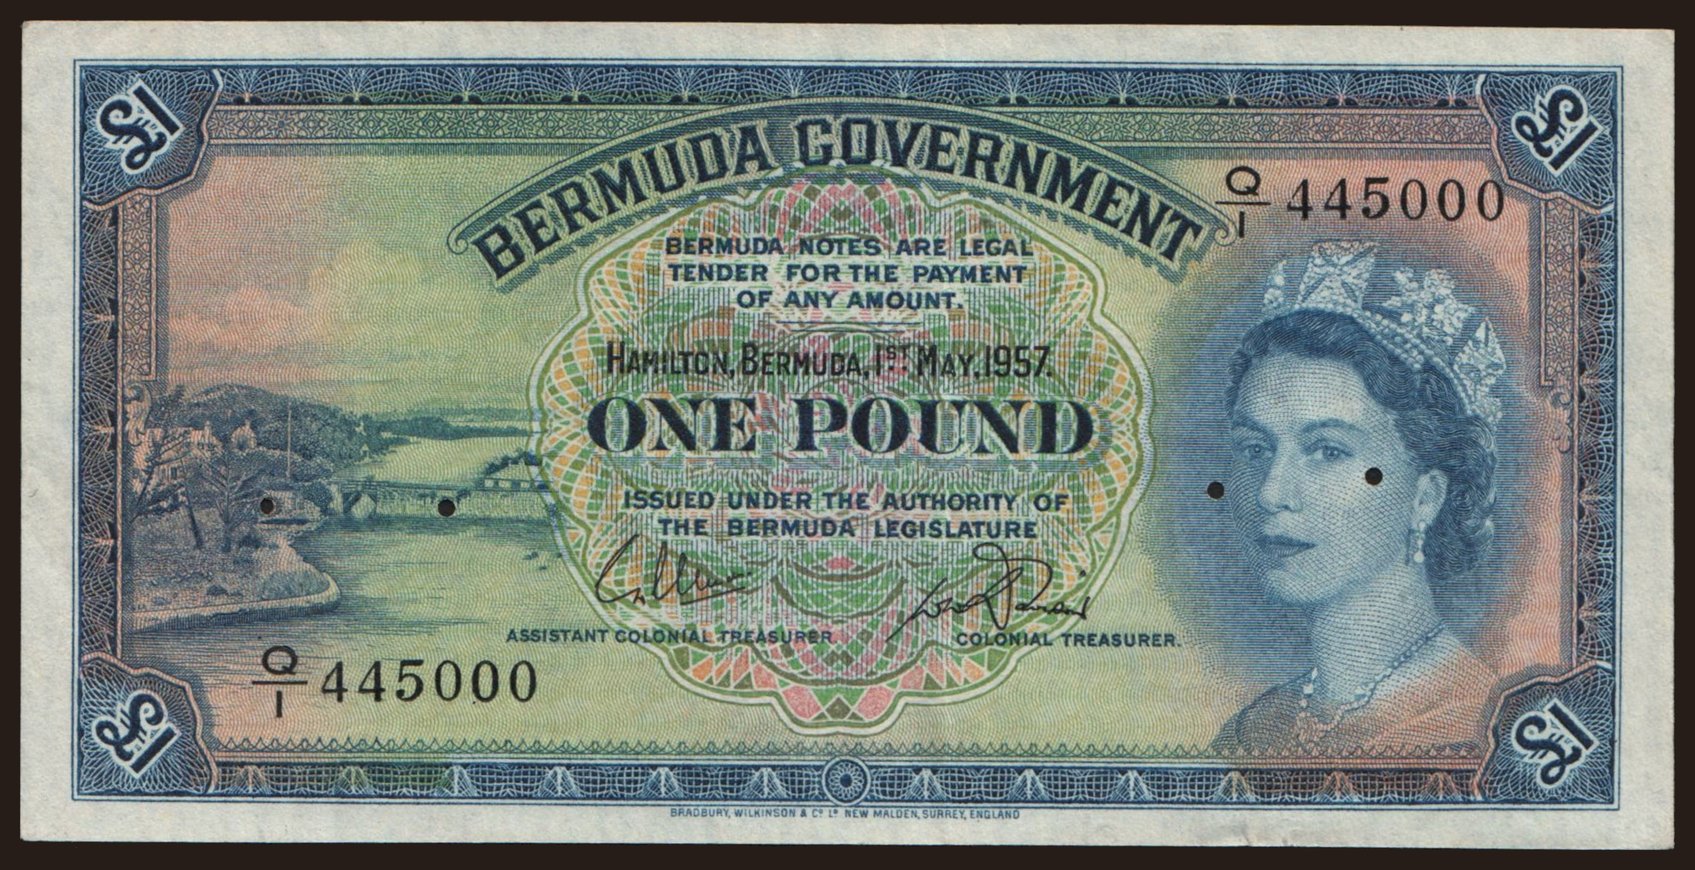 £1
£1
BERMUDA GOVERNMENT
Q/1 445000
BERMUDA NOTES ARE LEGAL
TENDER FOR THE PAYMENT
OF ANY AMOUNT.
HAMILTON, BERMUDA, 1ST MAY, 1957.
ONE POUND
ISSUED UNDER THE AUTHORITY OF
THE BERMUDA LEGISLATURE
ASSISTANT COLONIAL TREASURER
COLONIAL TREASURER.
Q/1 445000
£1
£1
BRADBURY, WILKINSON & Cº Lº NEW MALDEN, SURREY, ENGLAND